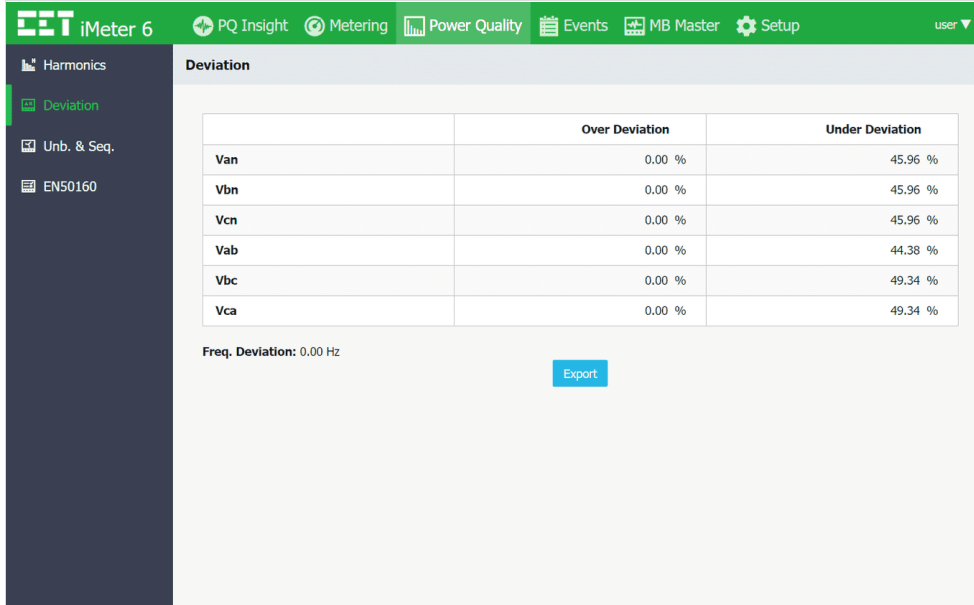 CET iMeter 6 PQ Insight Metering Power Quality Events MB Master Setup user
Harmonics
Deviation
Unb. & Seq.
EN50160
Deviation
Over Deviation Under Deviation
Van 0.00 % 45.96 %
Vbn 0.00 % 45.96 %
Vcn 0.00 % 45.96 %
Vab 0.00 % 44.38 %
Vbc 0.00 % 49.34 %
Vca 0.00 % 49.34 %
Freq. Deviation: 0.00 Hz
Export